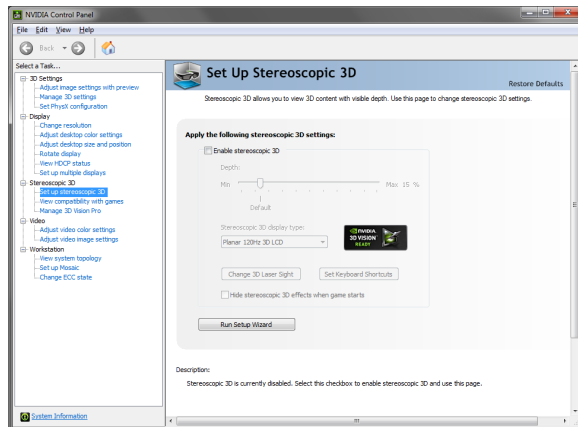 NVIDIA Control Panel
File Edit View Help
Back
Select a Task...
3D Settings
Adjust image settings with preview
Manage 3D settings
Set PhysX configuration
Display
Change resolution
Adjust desktop color settings
Adjust desktop size and position
Rotate display
View HDCP status
Set up multiple displays
Stereoscopic 3D
Set up stereoscopic 3D
View compatibility with games
Manage 3D Vision Pro
Video
Adjust video color settings
Adjust video image settings
Workstation
View system topology
Set up Mosaic
Change ECC state
System Information
Set Up Stereoscopic 3D
Restore Defaults
Stereoscopic 3D allows you to view 3D content with visible depth. Use this page to change stereoscopic 3D settings.
Apply the following stereoscopic 3D settings:
Enable stereoscopic 3D
Depth:
Min Max 15 %
Default
Stereoscopic 3D display type:
Planar 120Hz 3D LCD
NVIDIA
3D VISION
READY
Change 3D Laser Sight Set Keyboard Shortcuts
Hide stereoscopic 3D effects when game starts
Run Setup Wizard
Description:
Stereoscopic 3D is currently disabled. Select this checkbox to enable stereoscopic 3D and use this page.